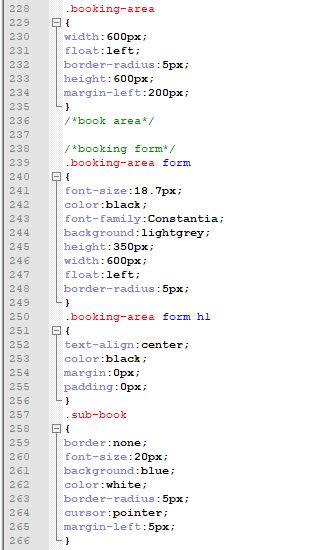 228 .booking-area
229 {
230 width:600px;
231 float:left;
232 border-radius:5px;
233 height:600px;
234 margin-left:200px;
235 }
236 /*book area*/
237
238 /*booking form*/
239 .booking-area form
240 {
241 font-size:18.7px;
242 color:black;
243 font-family:Constantia;
244 background:lightgrey;
245 height:350px;
246 width:600px;
247 float:left;
248 border-radius:5px;
249 }
250 .booking-area form h1
251 {
252 text-align:center;
253 color:black;
254 margin:0px;
255 padding:0px;
256 }
257 .sub-book
258 {
259 border:none;
260 font-size:20px;
261 background:blue;
262 color:white;
263 border-radius:5px;
264 cursor:pointer;
265 margin-left:5px;
266 }